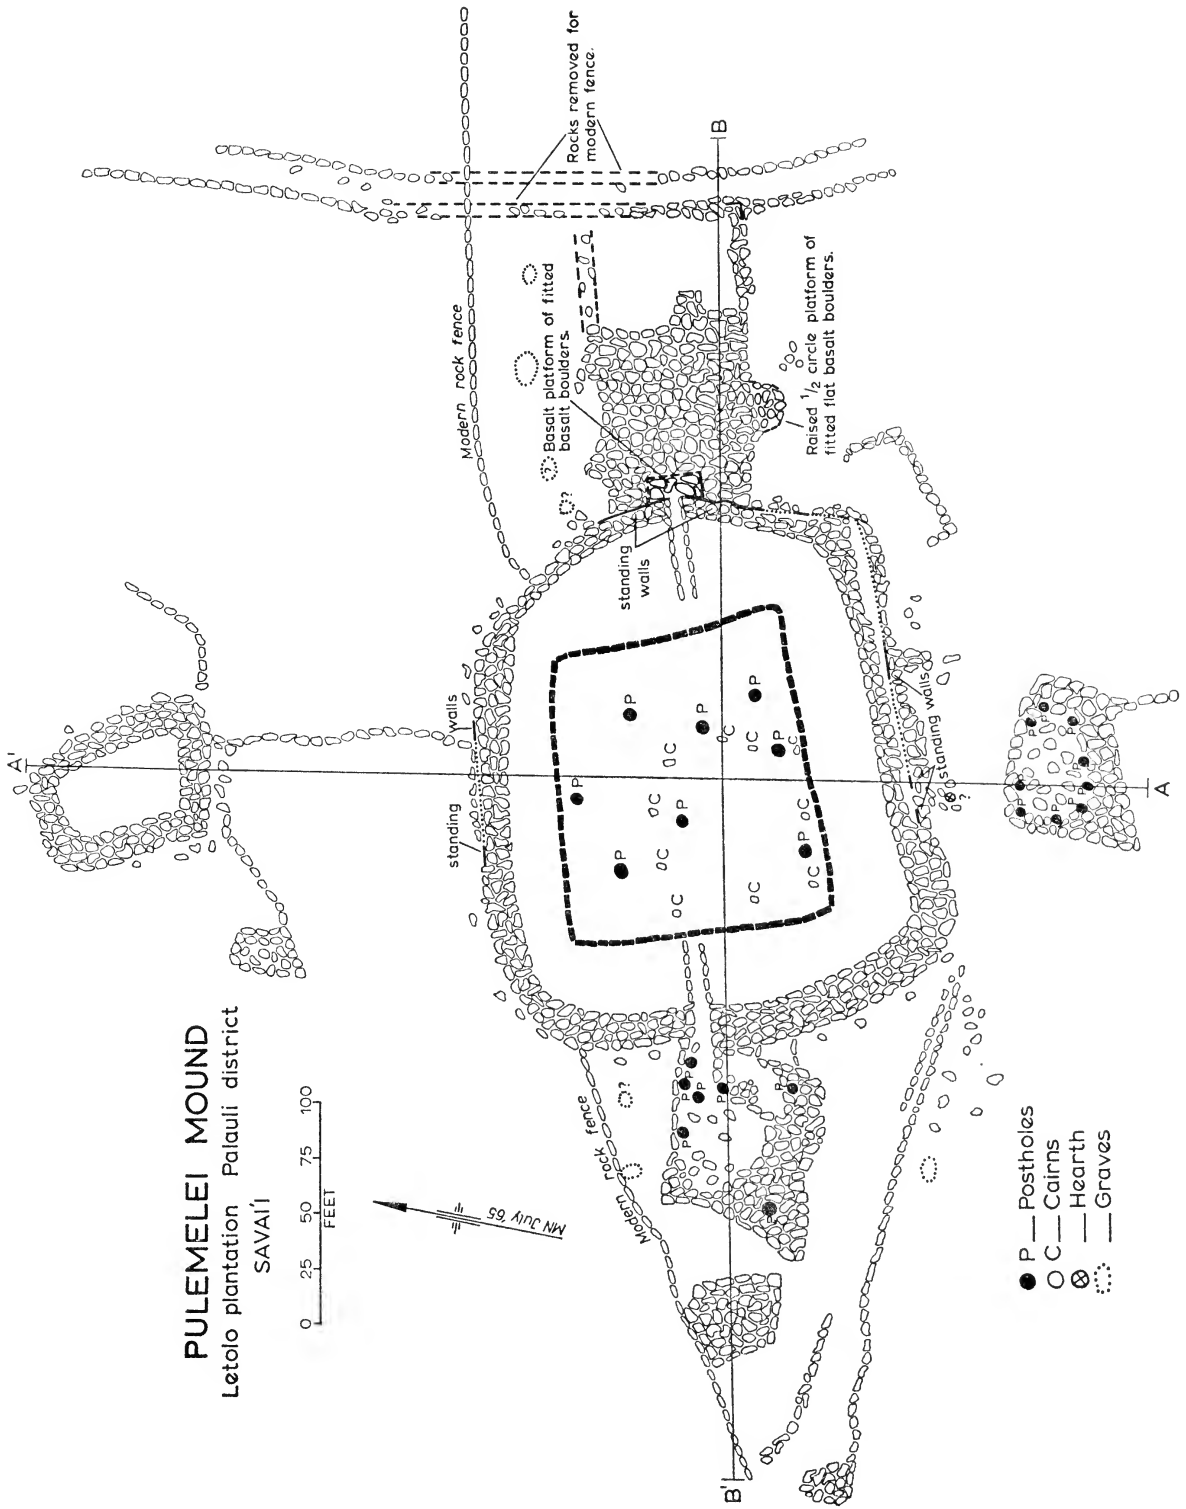 PULEMELEI MOUND
Letolo plantation Palauli district
SAVAI'I
0 25 50 75 100
FEET
MN July '65
A'
Modern rock fence
Rocks removed for
modern fence.
standing
walls
? Basalt platform of fitted
basalt boulders.
?
standing
walls
B
Raised 1/2 circle platform of
fitted flat basalt boulders.
P
P
P
P
P
P
P
P
C
C
C
C
C
C
C
C
C
C
Modern rock fence
?
P
P
P
P
P
P
P
B'
standing walls
?
P
P
P
P
P
P
P
P
P
A
P Postholes
C Cairns
Hearth
Graves